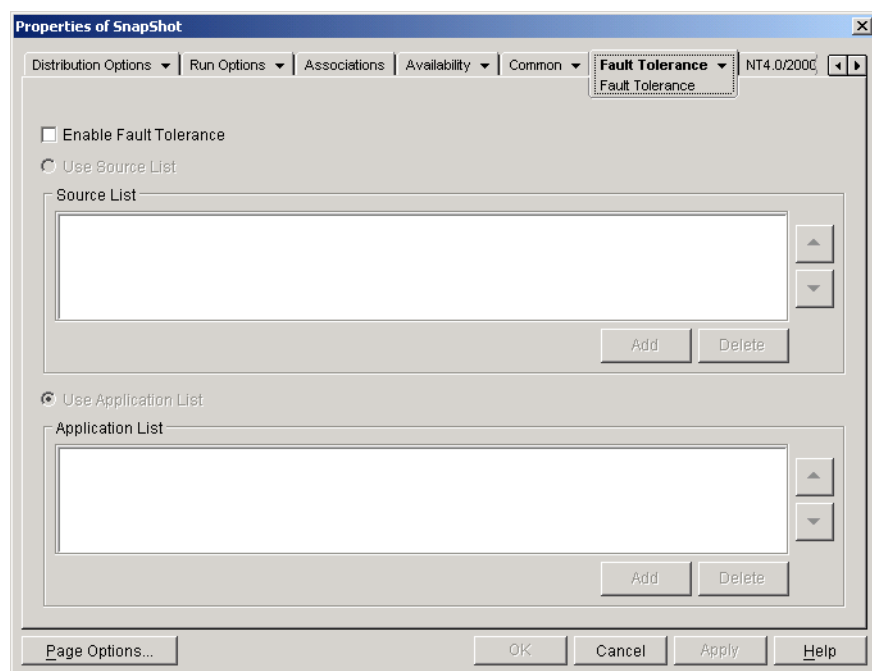 Properties of SnapShot
Distribution Options Run Options Associations Availability Common Fault Tolerance NT4.0/2000
Fault Tolerance
Enable Fault Tolerance
Use Source List
Source List
Add Delete
Use Application List
Application List
Add Delete
Page Options... OK Cancel Apply Help